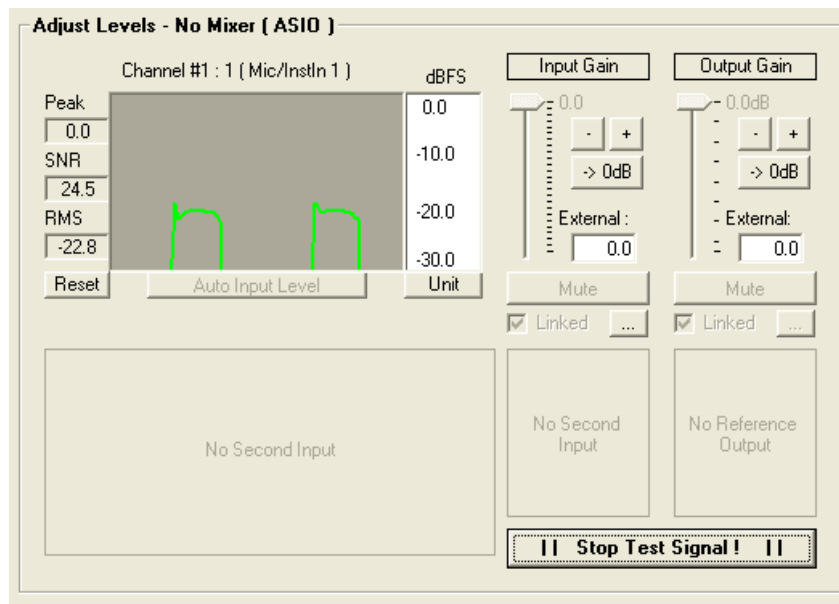 Adjust Levels - No Mixer ( ASIO )
Channel #1 : 1 ( Mic/InstIn 1 )
dBFS
Input Gain
Output Gain
Peak
0.0
SNR
24.5
RMS
-22.8
0.0
-10.0
-20.0
-30.0
0.0
- +
-> 0dB
External :
0.0
0.0dB
- +
-> 0dB
External:
0.0
Reset
Auto Input Level
Unit
Mute
Mute
Linked ...
Linked ...
No Second Input
No Second
Input
No Reference
Output
|| Stop Test Signal ! ||